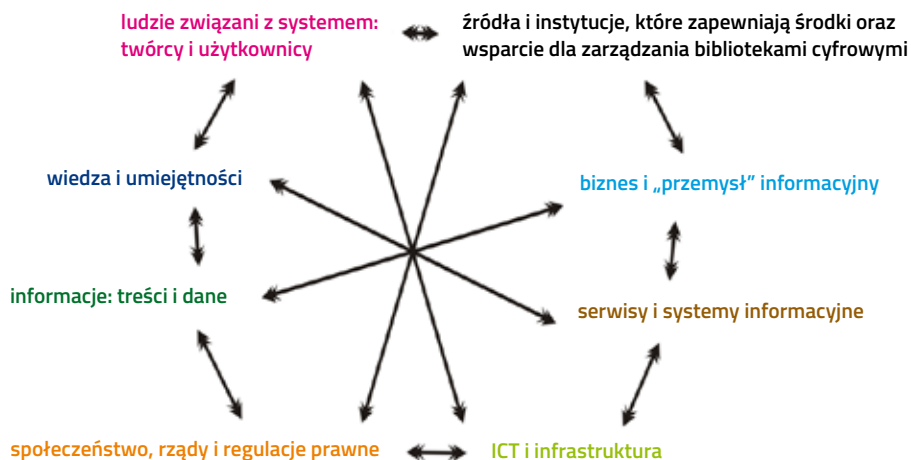 ludzie związani z systemem:
twórcy i użytkownicy
źródła i instytucje, które zapewniają środki oraz
wsparcie dla zarządzania bibliotekami cyfrowymi
wiedza i umiejętności
biznes i „przemysł” informacyjny
informacje: treści i dane
serwisy i systemy informacyjne
społeczeństwo, rządy i regulacje prawne
ICT i infrastruktura